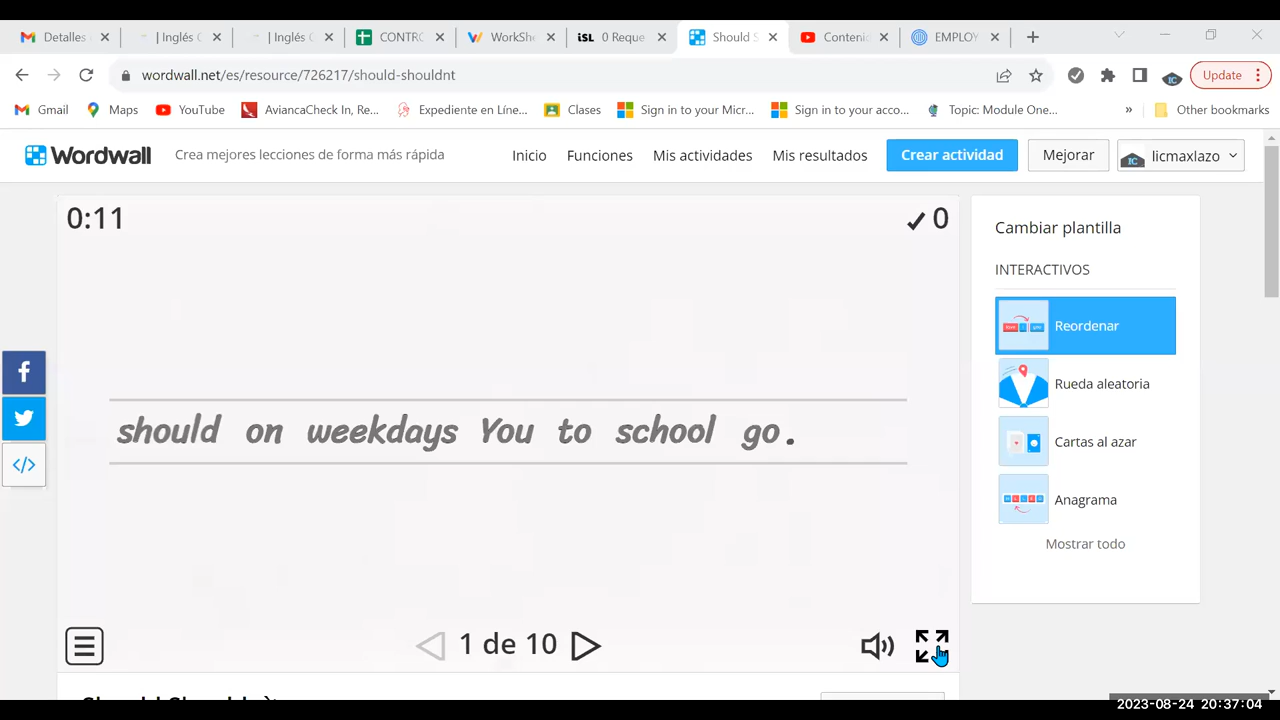 Detalles
| Inglés C
| Inglés C
CONTRC
WorkShe
iSL 0 Reque
Should S
Conteni
EMPLOY
wordwall.net/es/resource/726217/should-shouldnt
Update
Gmail
Maps
YouTube
AviancaCheck In, Re...
Expediente en Líne...
Clases
Sign in to your Micr...
Sign in to your acco...
Topic: Module One...
»
Other bookmarks
Wordwall
Crea mejores lecciones de forma más rápida
Inicio
Funciones
Mis actividades
Mis resultados
Crear actividad
Mejorar
licmaxlazo
0:11
0
should on weekdays You to school go.
1 de 10
Cambiar plantilla
INTERACTIVOS
Reordenar
Rueda aleatoria
Cartas al azar
Anagrama
Mostrar todo
2023-08-24 20:37:04